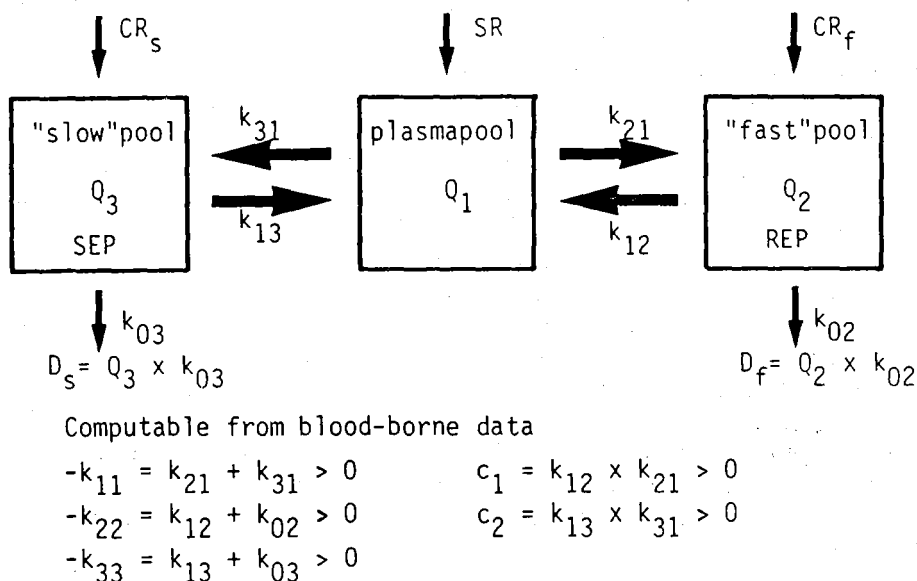 CR_s SR CR_f
"slow"pool k_31 plasmapool k_21 "fast"pool
Q_3 Q_1 Q_2
SEP k_13 k_12 REP
k_03 k_02
D_s= Q_3 x k_03 D_f= Q_2 x k_02
Computable from blood-borne data
-k_11 = k_21 + k_31 > 0 c_1 = k_12 x k_21 > 0
-k_22 = k_12 + k_02 > 0 c_2 = k_13 x k_31 > 0
-k_33 = k_13 + k_03 > 0